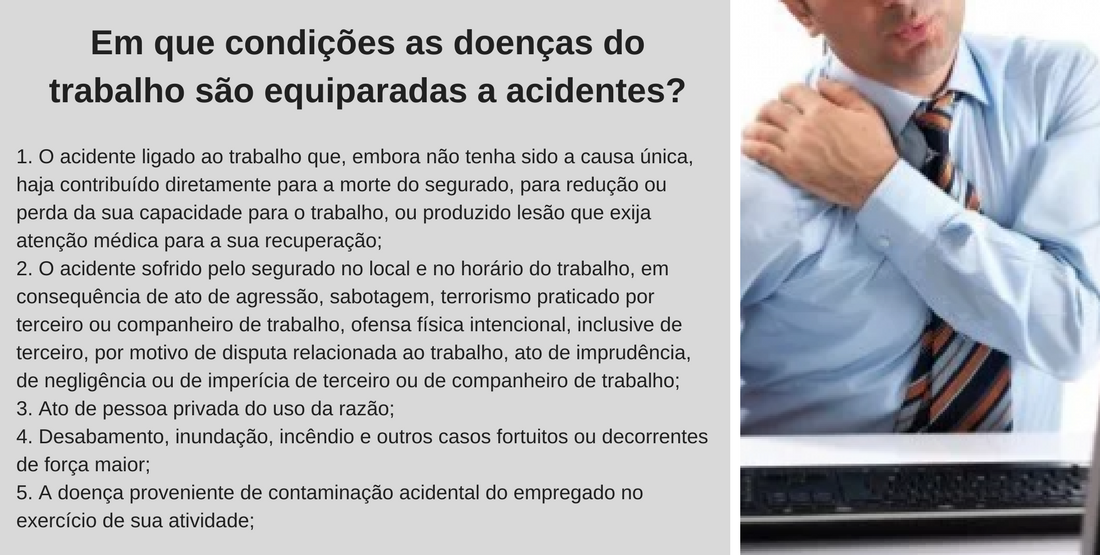 Em que condições as doenças do
trabalho são equiparadas a acidentes?
1. O acidente ligado ao trabalho que, embora não tenha sido a causa única,
haja contribuído diretamente para a morte do segurado, para redução ou
perda da sua capacidade para o trabalho, ou produzido lesão que exija
atenção médica para a sua recuperação;
2. O acidente sofrido pelo segurado no local e no horário do trabalho, em
consequência de ato de agressão, sabotagem, terrorismo praticado por
terceiro ou companheiro de trabalho, ofensa física intencional, inclusive de
terceiro, por motivo de disputa relacionada ao trabalho, ato de imprudência,
de negligência ou de imperícia de terceiro ou de companheiro de trabalho;
3. Ato de pessoa privada do uso da razão;
4. Desabamento, inundação, incêndio e outros casos fortuitos ou decorrentes
de força maior;
5. A doença proveniente de contaminação acidental do empregado no
exercício de sua atividade;